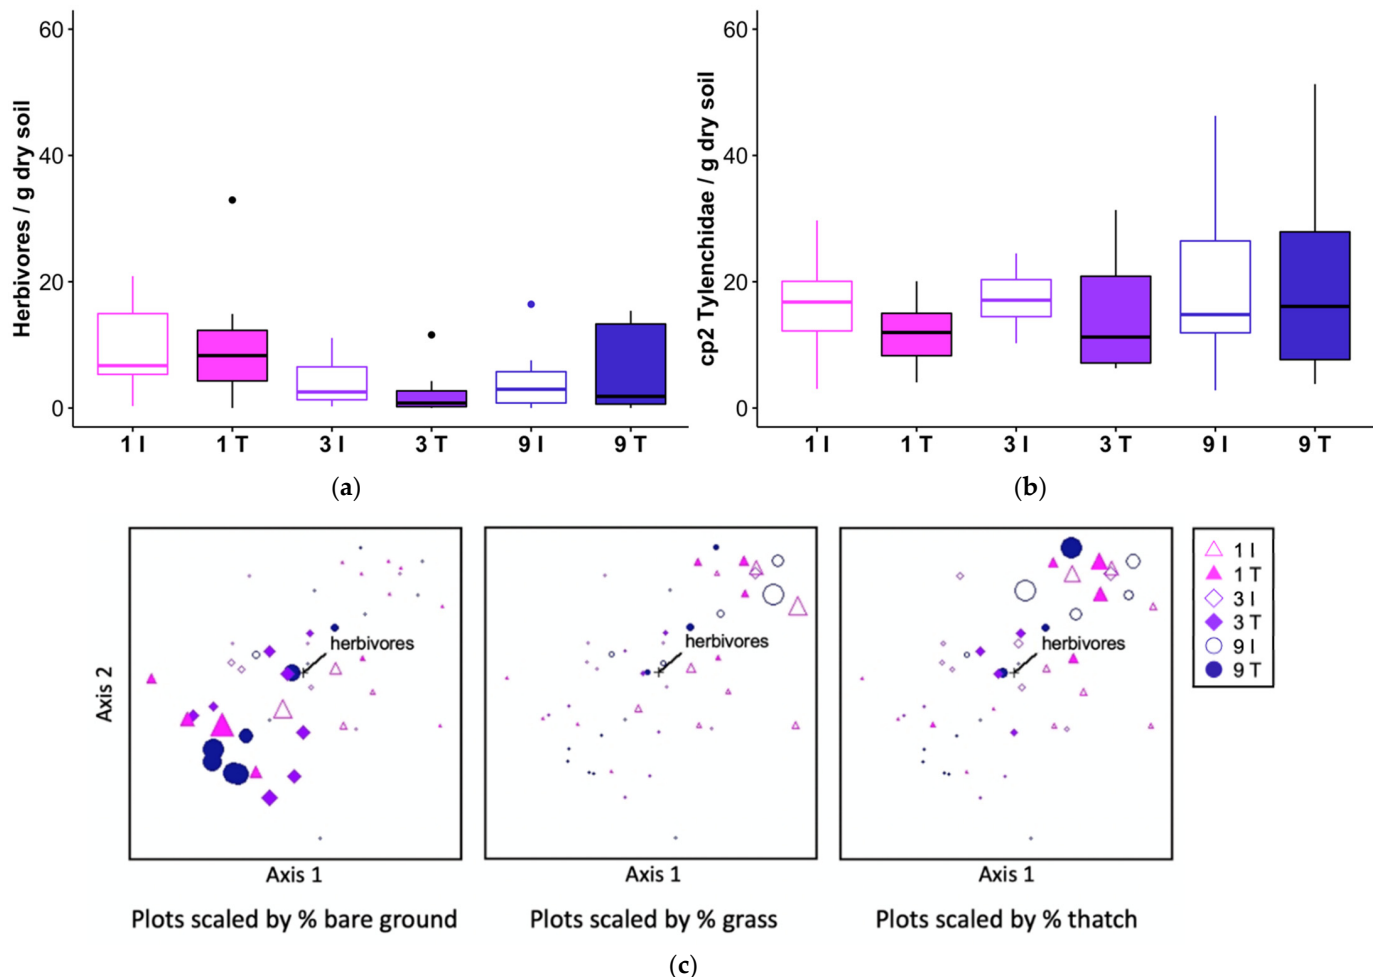 60
40
20
0
Herbivores / g dry soil
1 I
1 T
3 I
3 T
9 I
9 T
(a)
60
40
20
0
cp2 Tylenchidae / g dry soil
1 I
1 T
3 I
3 T
9 I
9 T
(b)
Axis 2
herbivores
herbivores
herbivores
1 I
1 T
3 I
3 T
9 I
9 T
Axis 1
Axis 1
Axis 1
Plots scaled by % bare ground
Plots scaled by % grass
Plots scaled by % thatch
(c)